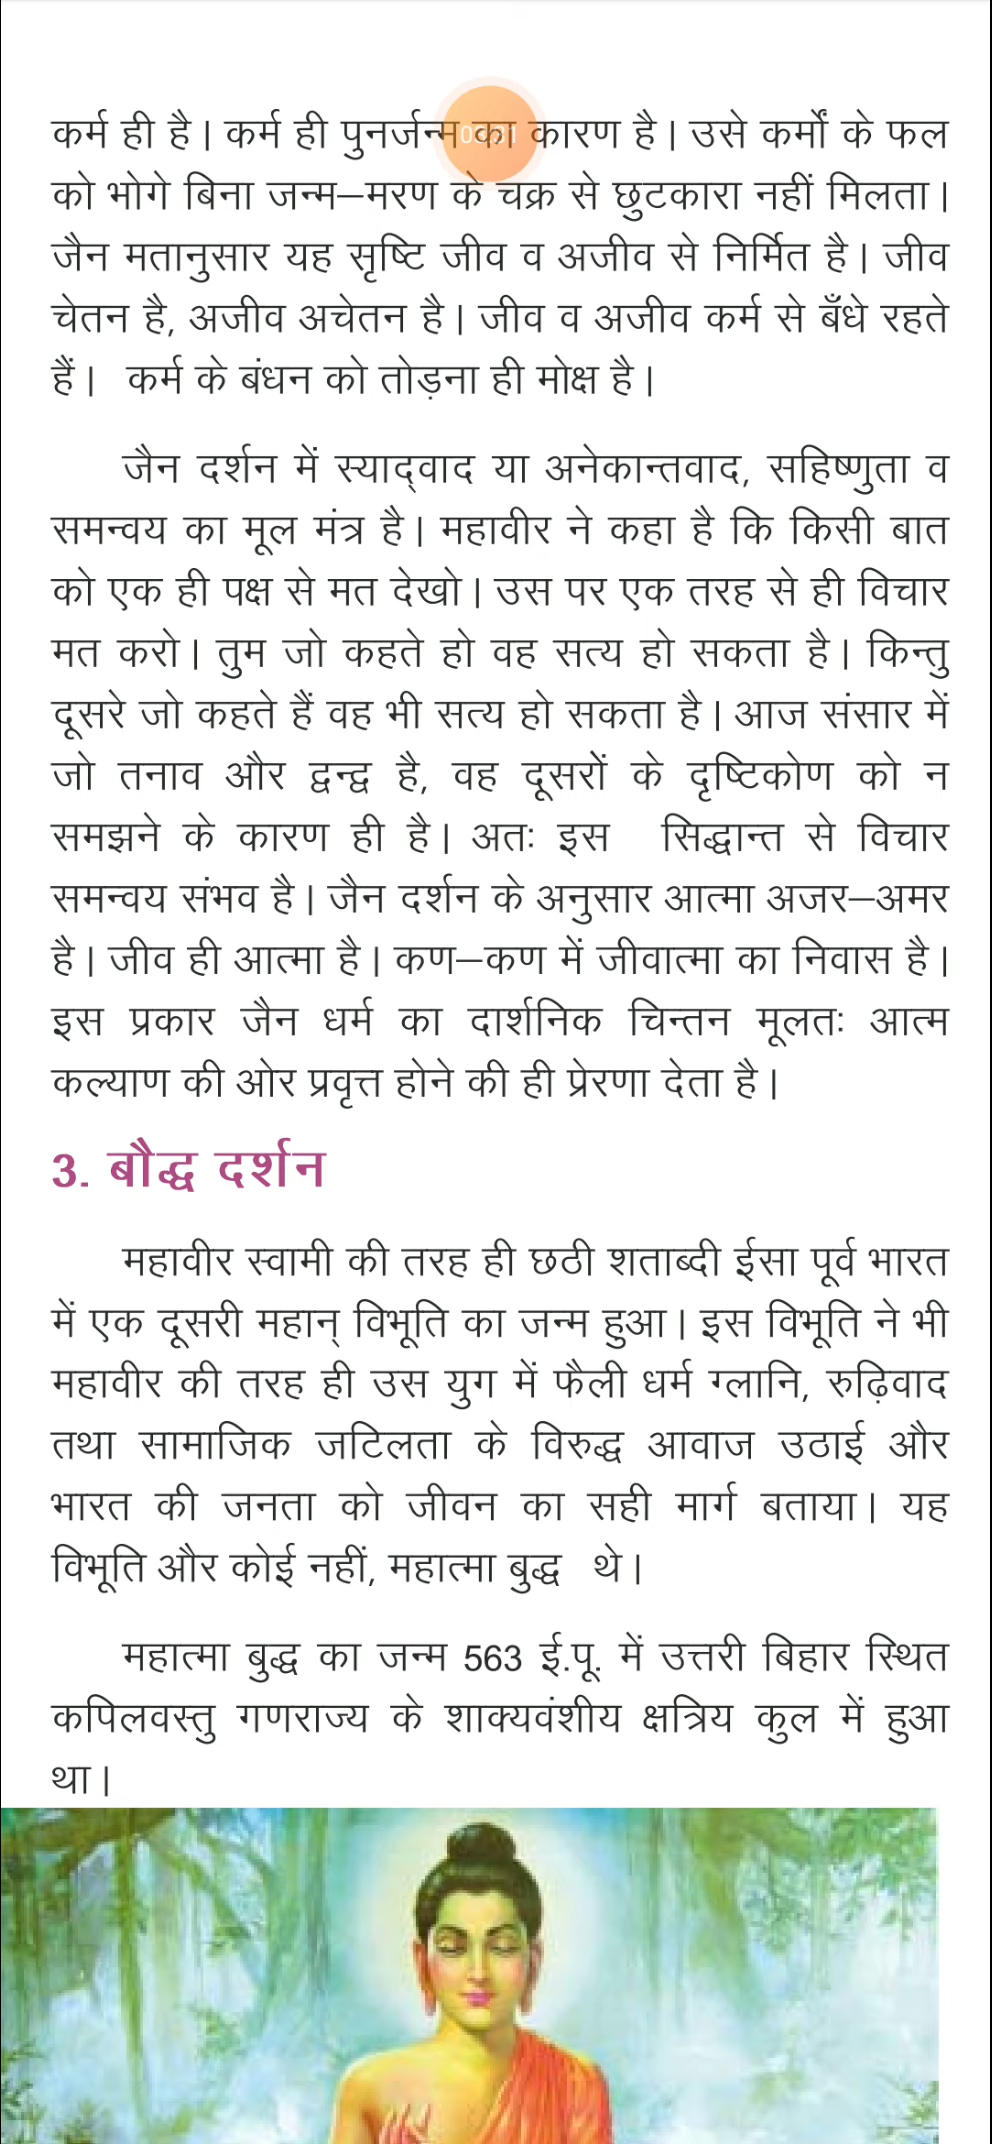 कर्म ही है। कर्म ही पुनर्जन्म का कारण है। उसे कर्मों के फल
को भोगे बिना जन्म–मरण के चक्र से छुटकारा नहीं मिलता।
जैन मतानुसार यह सृष्टि जीव व अजीव से निर्मित है। जीव
चेतन है, अजीव अचेतन है। जीव व अजीव कर्म से बँधे रहते
हैं। कर्म के बंधन को तोड़ना ही मोक्ष है।
जैन दर्शन में स्याद्वाद या अनेकान्तवाद, सहिष्णुता व
समन्वय का मूल मंत्र है। महावीर ने कहा है कि किसी बात
को एक ही पक्ष से मत देखो। उस पर एक तरह से ही विचार
मत करो। तुम जो कहते हो वह सत्य हो सकता है। किन्तु
दूसरे जो कहते हैं वह भी सत्य हो सकता है। आज संसार में
जो तनाव और द्वन्द्व है, वह दूसरों के दृष्टिकोण को न
समझने के कारण ही है। अतः इस सिद्धान्त से विचार
समन्वय संभव है। जैन दर्शन के अनुसार आत्मा अजर–अमर
है। जीव ही आत्मा है। कण–कण में जीवात्मा का निवास है।
इस प्रकार जैन धर्म का दार्शनिक चिन्तन मूलतः आत्म
कल्याण की ओर प्रवृत्त होने की ही प्रेरणा देता है।
3. बौद्ध दर्शन
महावीर स्वामी की तरह ही छठी शताब्दी ईसा पूर्व भारत
में एक दूसरी महान् विभूति का जन्म हुआ। इस विभूति ने भी
महावीर की तरह ही उस युग में फैली धर्म ग्लानि, रुढ़िवाद
तथा सामाजिक जटिलता के विरुद्ध आवाज उठाई और
भारत की जनता को जीवन का सही मार्ग बताया। यह
विभूति और कोई नहीं, महात्मा बुद्ध थे।
महात्मा बुद्ध का जन्म 563 ई.पू. में उत्तरी बिहार स्थित
कपिलवस्तु गणराज्य के शाक्यवंशीय क्षत्रिय कुल में हुआ
था।